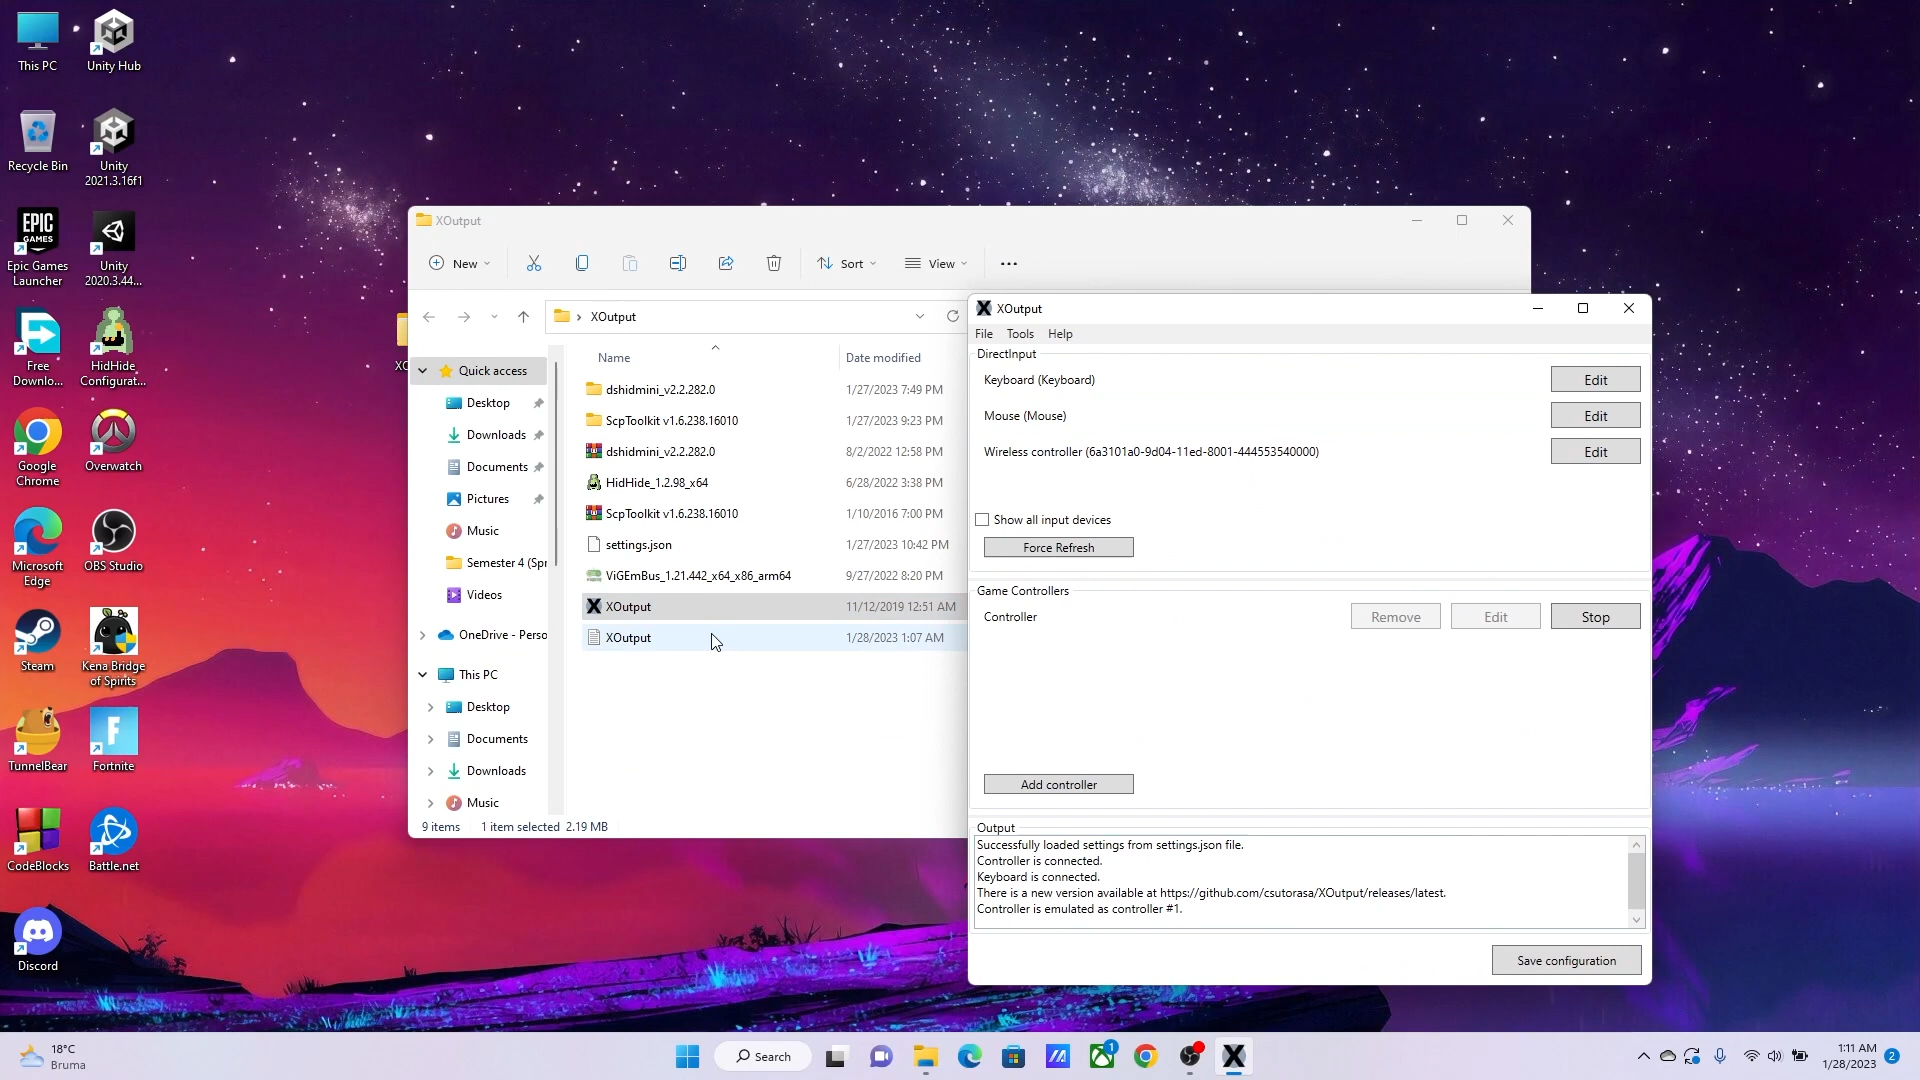 This PC
Unity Hub
Recycle Bin
Unity
2021.3.16f1
EPIC
GAMES
Epic Games
Launcher
Unity
2020.3.44...
Free
Downlo...
HidHide
Configurat...
Google
Chrome
Overwatch
Microsoft
Edge
OBS Studio
Steam
Kena Bridge
of Spirits
TunnelBear
Fortnite
CodeBlocks
Battle.net
Discord
XOutput
New
Sort
View
XOutput
Name
Date modified
Quick access
Desktop
Downloads
Documents
Pictures
Music
Semester 4 (Spr
Videos
OneDrive - Perso
This PC
Desktop
Documents
Downloads
Music
dshidmini_v2.2.282.0 1/27/2023 7:49 PM
ScpToolkit v1.6.238.16010 1/27/2023 9:23 PM
dshidmini_v2.2.282.0 8/2/2022 12:58 PM
HidHide_1.2.98_x64 6/28/2022 3:38 PM
ScpToolkit v1.6.238.16010 1/10/2016 7:00 PM
settings.json 1/27/2023 10:42 PM
ViGEmBus_1.21.442_x64_x86_arm64 9/27/2022 8:20 PM
XOutput 11/12/2019 12:51 AM
XOutput 1/28/2023 1:07 AM
9 items 1 item selected 2.19 MB
XOutput
File Tools Help
DirectInput
Keyboard (Keyboard) Edit
Mouse (Mouse) Edit
Wireless controller (6a3101a0-9d04-11ed-8001-444553540000) Edit
Show all input devices
Force Refresh
Game Controllers
Controller Remove Edit Stop
Add controller
Output
Successfully loaded settings from settings.json file.
Controller is connected.
Keyboard is connected.
There is a new version available at https://github.com/csutorasa/XOutput/releases/latest.
Controller is emulated as controller #1.
Save configuration
18°C
Bruma
Search
1
1:11 AM
1/28/2023
2